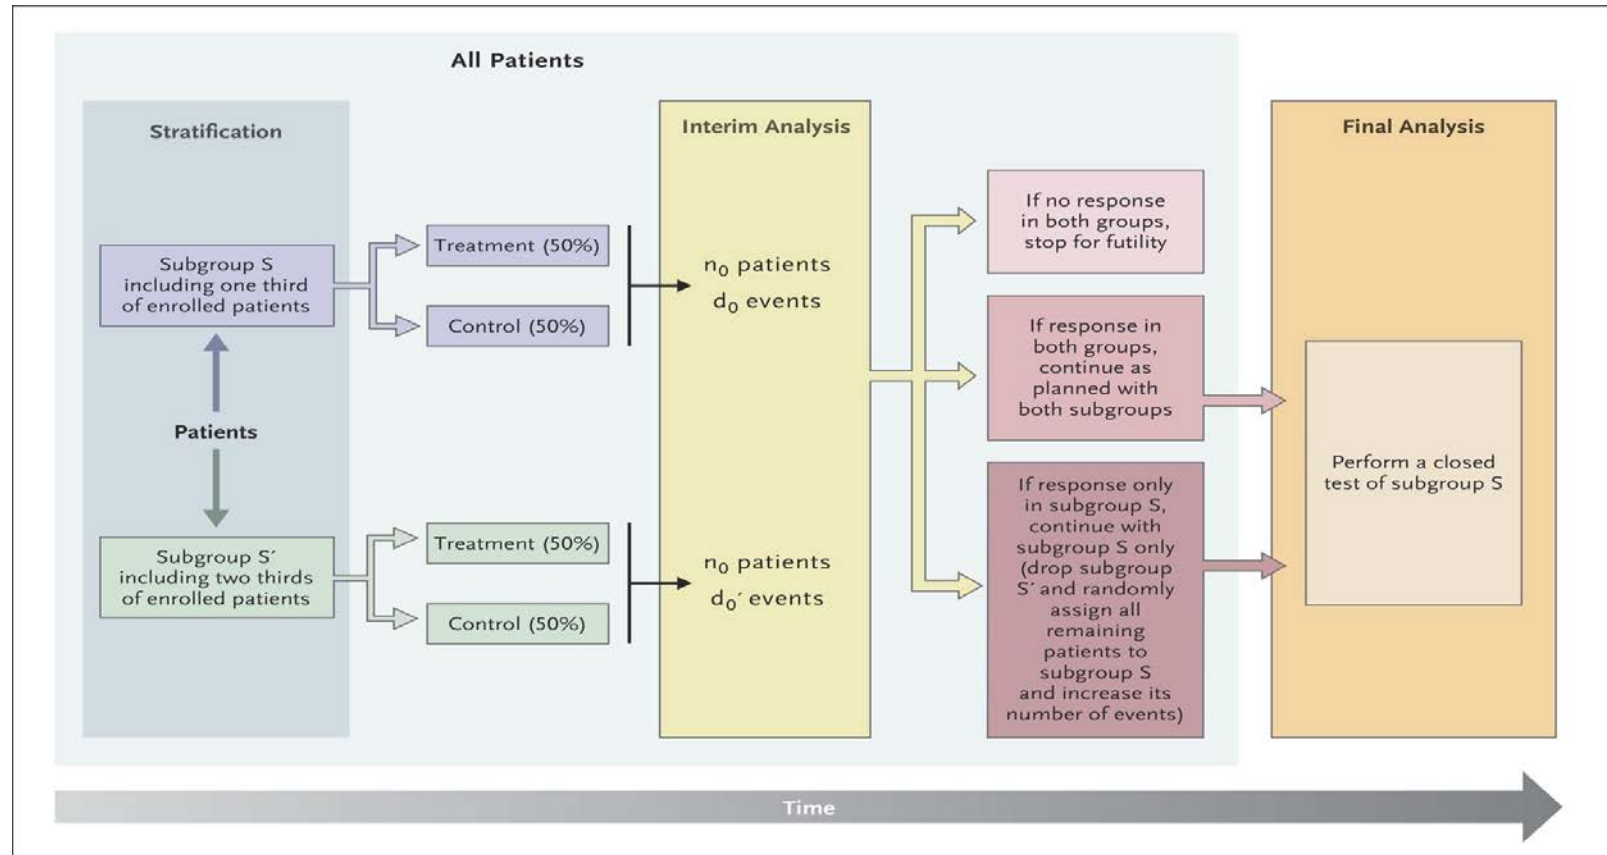 All Patients
Stratification
Subgroup S
including one third
of enrolled patients
Patients
Subgroup S′
including two thirds
of enrolled patients
Treatment (50%)
Control (50%)
Treatment (50%)
Control (50%)
Interim Analysis
n₀ patients
d₀ events
n₀ patients
d₀′ events
If no response
in both groups,
stop for futility
If response in
both groups,
continue as
planned with
both subgroups
If response only
in subgroup S,
continue with
subgroup S only
(drop subgroup
S′ and randomly
assign all
remaining
patients to
subgroup S
and increase its
number of events)
Final Analysis
Perform a closed
test of subgroup S
Time